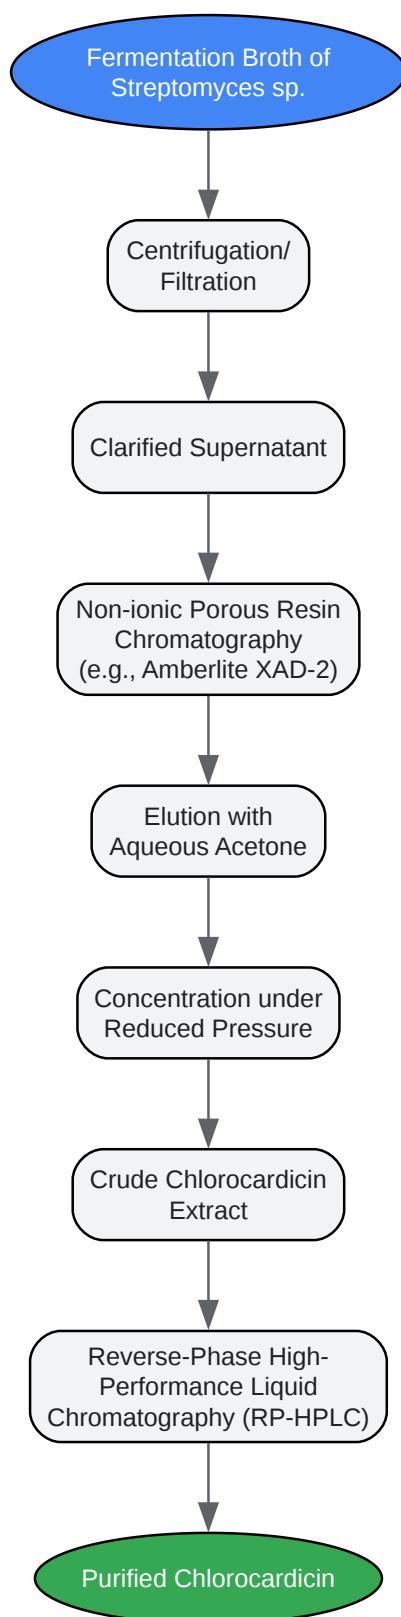 Fermentation Broth of
Streptomyces sp.
Centrifugation/
Filtration
Clarified Supernatant
Non-ionic Porous Resin
Chromatography
(e.g., Amberlite XAD-2)
Elution with
Aqueous Acetone
Concentration under
Reduced Pressure
Crude Chlorocardicin
Extract
Reverse-Phase High-
Performance Liquid
Chromatography (RP-HPLC)
Purified Chlorocardicin